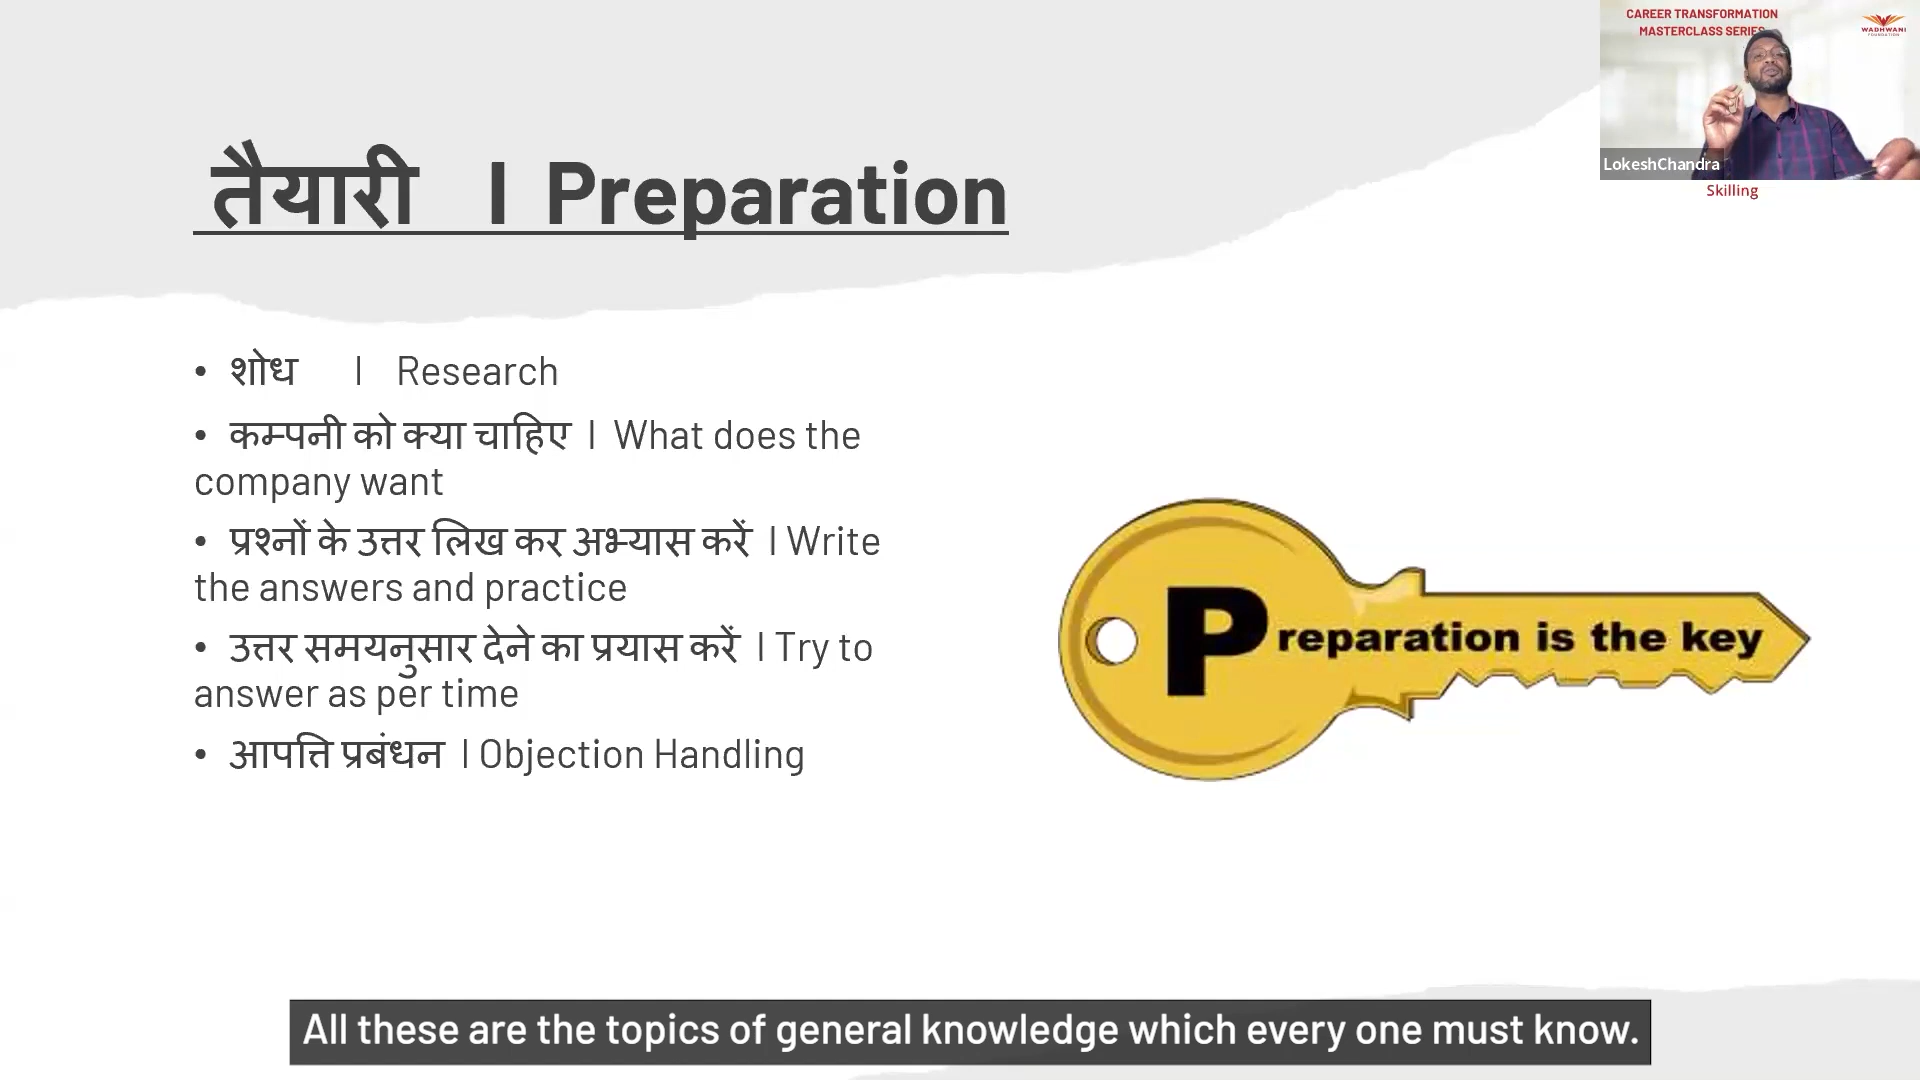 CAREER TRANSFORMATION
MASTERCLASS SERIES
WADHWANI
FOUNDATION
LokeshChandra
Skilling
तैयारी I Preparation
• शोध I Research
• कम्पनी को क्या चाहिए I What does the
company want
• प्रश्नों के उत्तर लिख कर अभ्यास करें I Write
the answers and practice
• उत्तर समयनुसार देने का प्रयास करें I Try to
answer as per time
• आपत्ति प्रबंधन I Objection Handling
Preparation is the key
All these are the topics of general knowledge which every one must know.